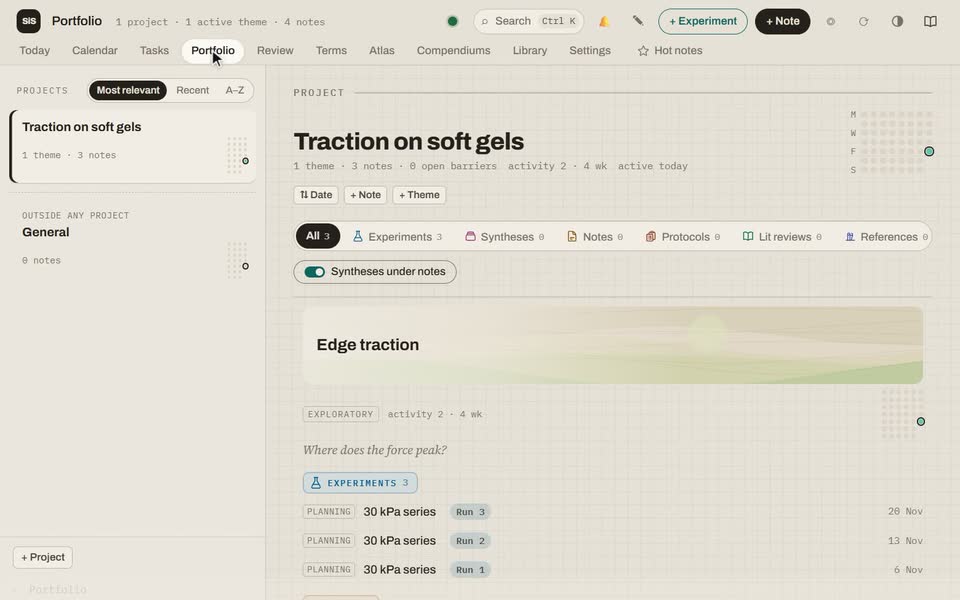 SiS Portfolio 1 project · 1 active theme · 4 notes Search Ctrl K + Experiment + Note
Today Calendar Tasks Portfolio Review Terms Atlas Compendiums Library Settings Hot notes
PROJECTS Most relevant Recent A–Z
Traction on soft gels
1 theme · 3 notes
OUTSIDE ANY PROJECT
General
0 notes
+ Project
Portfolio
PROJECT
M
W
F
S
Traction on soft gels
1 theme · 3 notes · 0 open barriers activity 2 · 4 wk active today
Date + Note + Theme
All 3 Experiments 3 Syntheses 0 Notes 0 Protocols 0 Lit reviews 0 References 0
Syntheses under notes
Edge traction
EXPLORATORY activity 2 · 4 wk
Where does the force peak?
EXPERIMENTS 3
PLANNING 30 kPa series Run 3 20 Nov
PLANNING 30 kPa series Run 2 13 Nov
PLANNING 30 kPa series Run 1 6 Nov